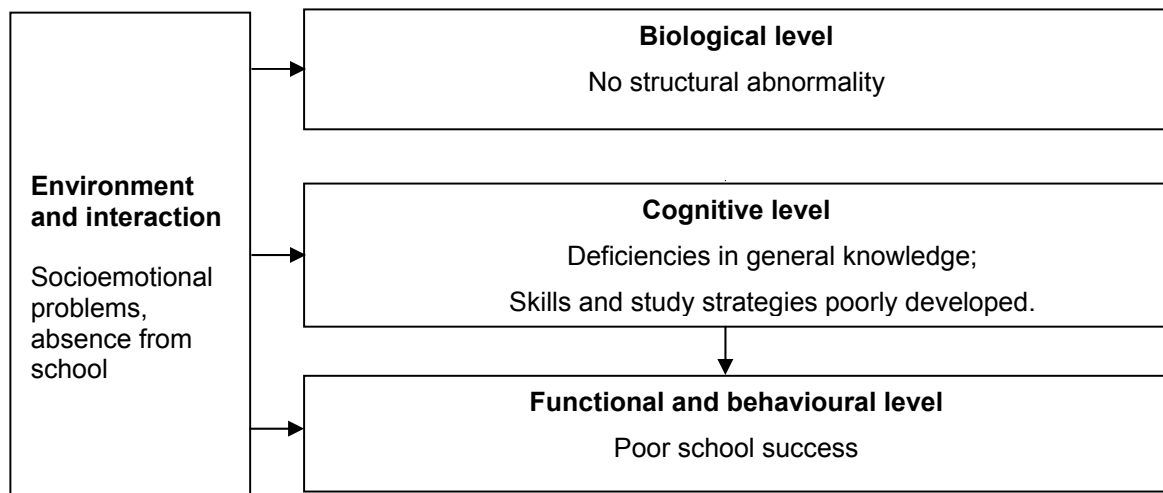 Environment
and interaction
Socioemotional
problems,
absence from
school
Biological level
No structural abnormality
Cognitive level
Deficiencies in general knowledge;
Skills and study strategies poorly developed.
Functional and behavioural level
Poor school success